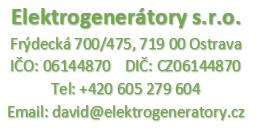 Elektrogenerátory s.r.o.
Frýdecká 700/475, 719 00 Ostrava
IČO: 06144870 DIČ: CZ06144870
Tel: +420 605 279 604
Email: david@elektrogeneratory.cz